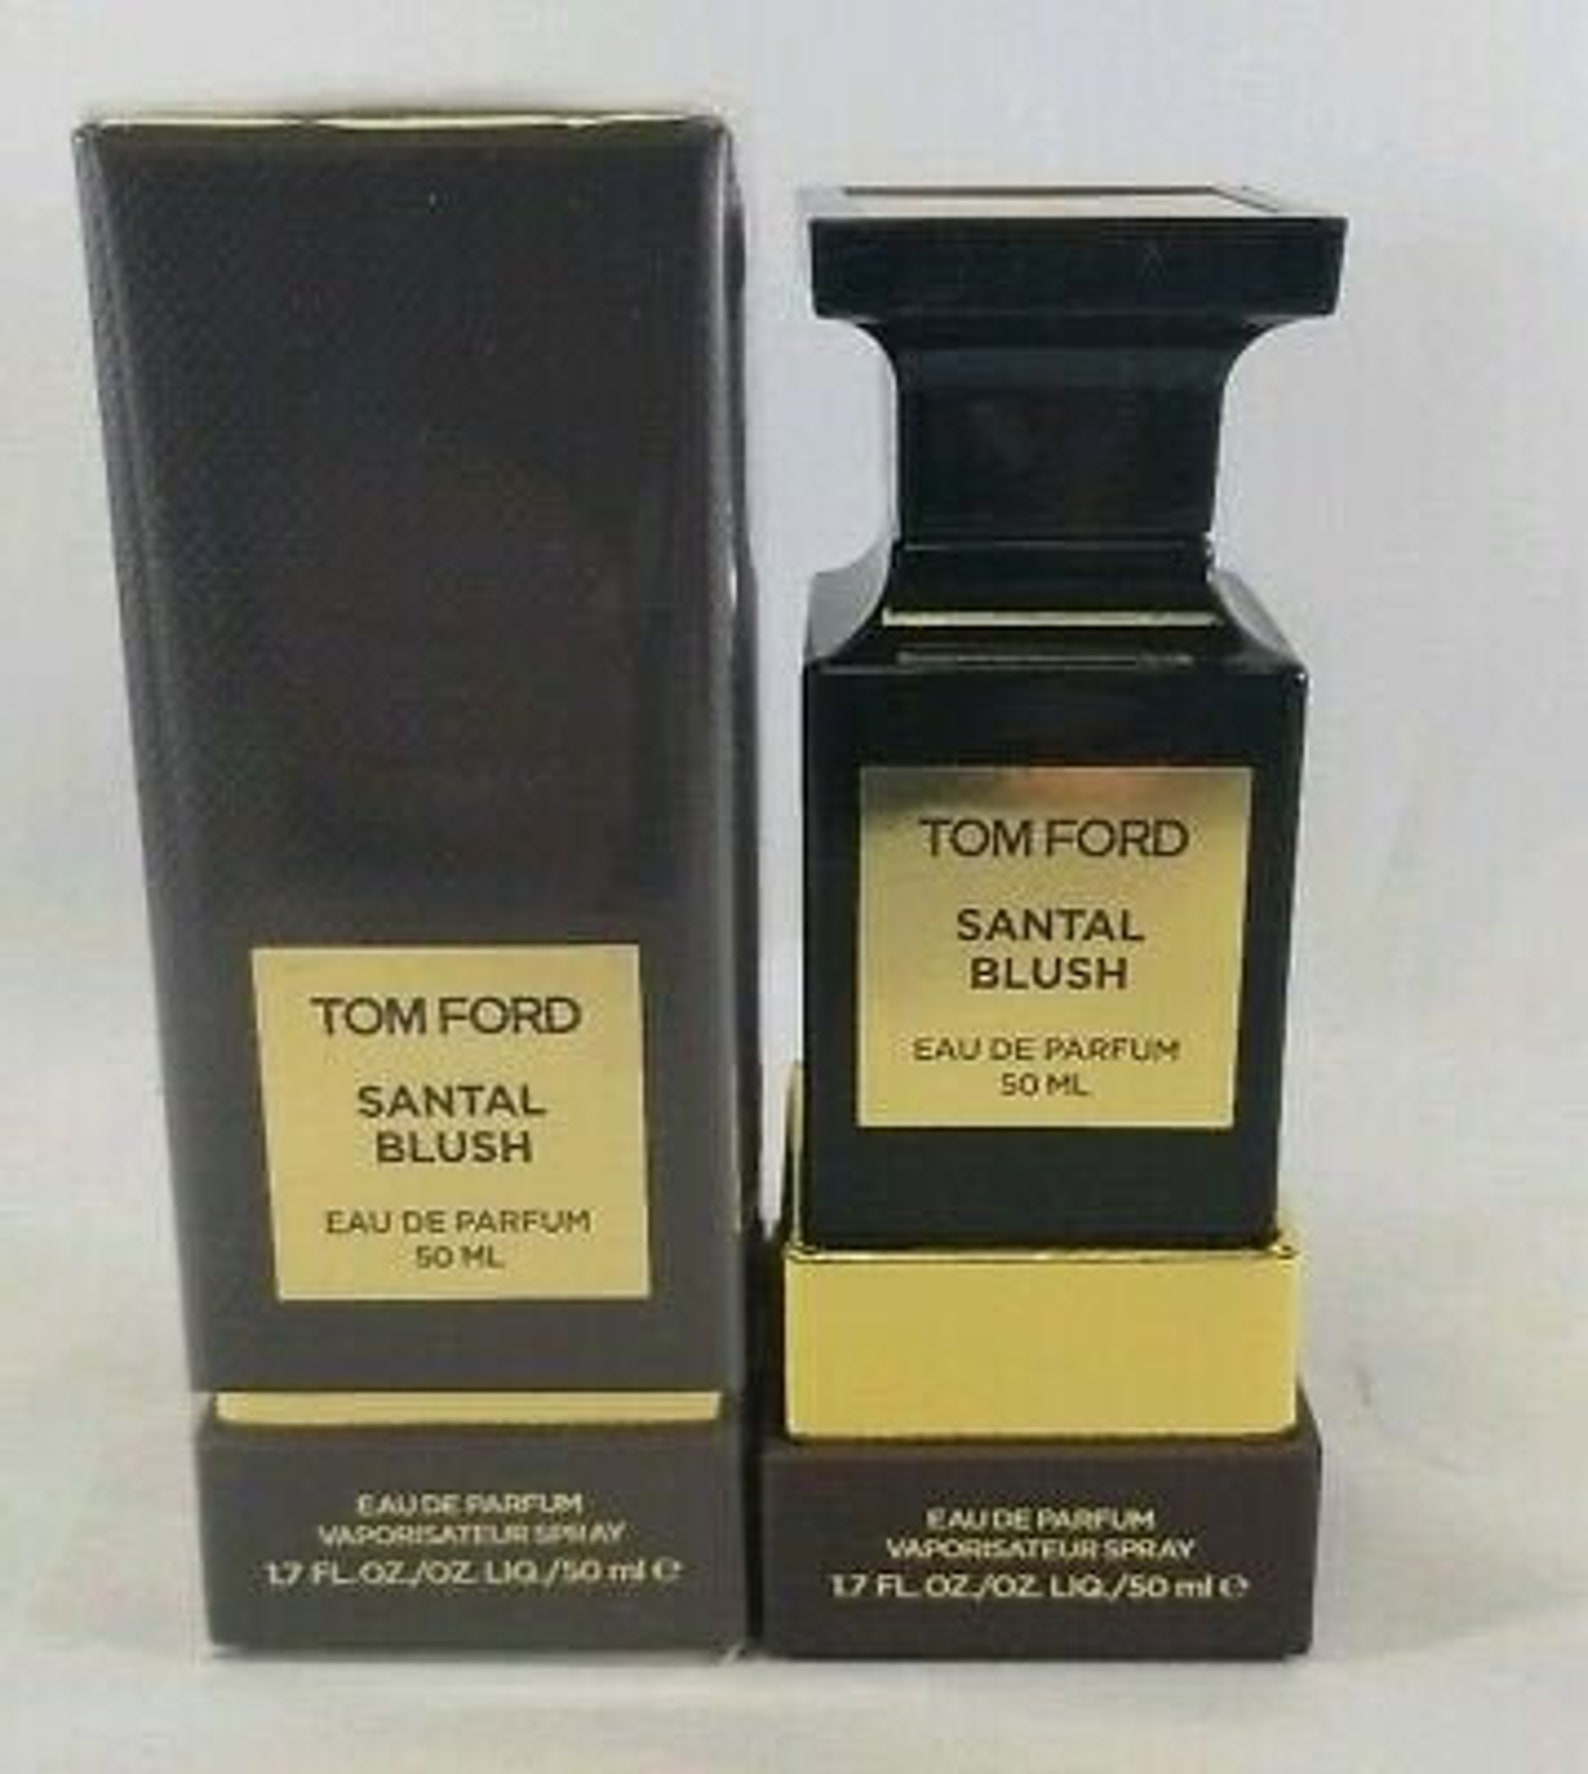 TOM FORD
SANTAL
BLUSH
EAU DE PARFUM
50 ML
EAU DE PARFUM
VAPORISATEUR SPRAY
1.7 FL.OZ./OZ. LIQ./50 ml ℮
TOM FORD
SANTAL
BLUSH
EAU DE PARFUM
50 ML
EAU DE PARFUM
VAPORISATEUR SPRAY
1.7 FL.OZ./OZ. LIQ./50 ml ℮